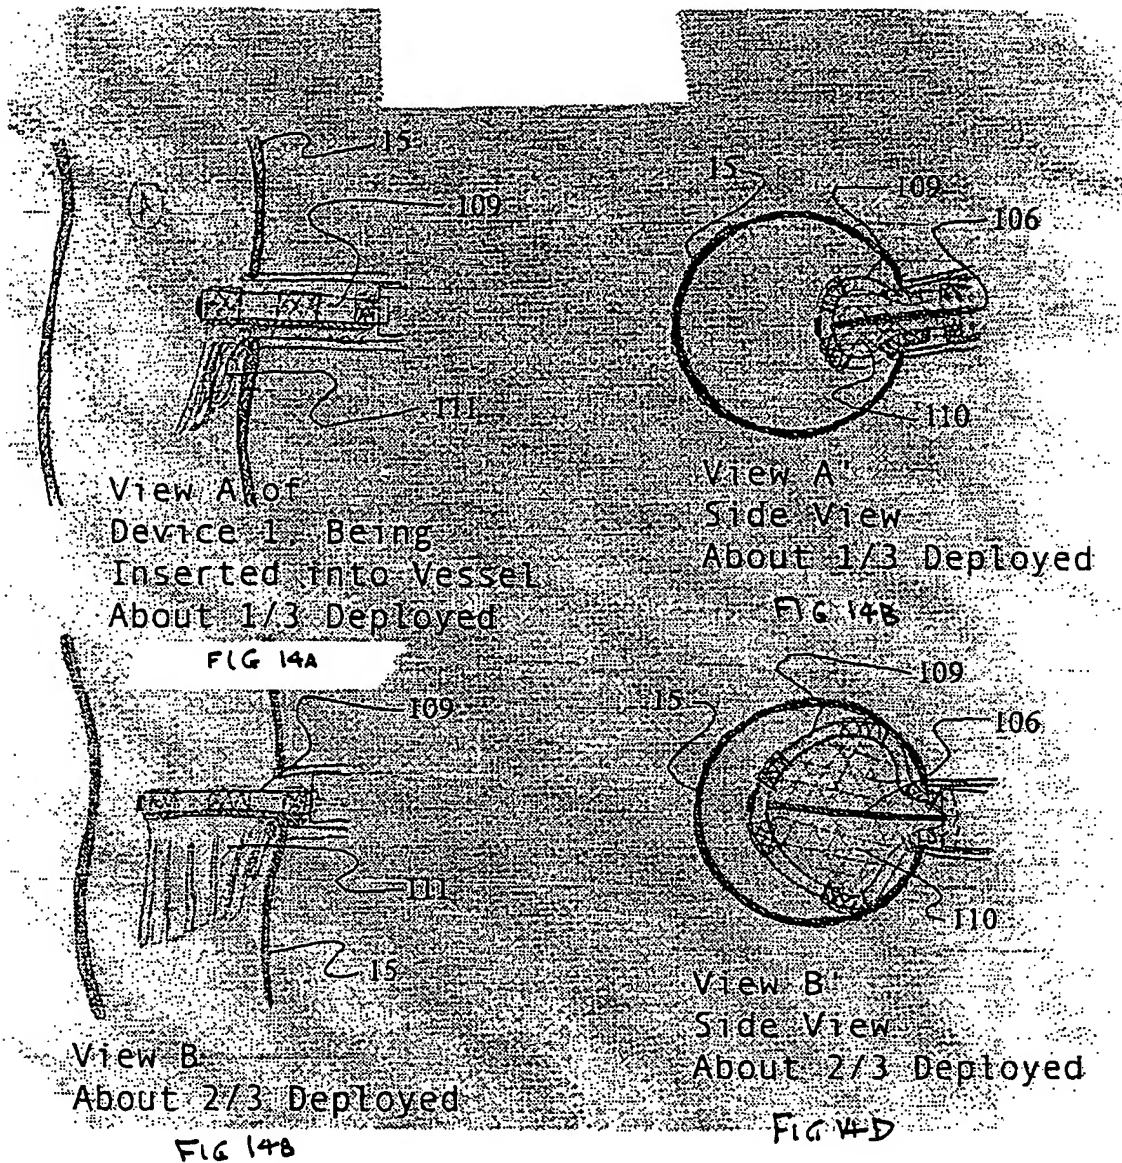 15
109
111
A
View A of
Device 1, Being
Inserted into Vessel
About 1/3 Deployed
FIG 14A
15
109
106
110
View A'
Side View
About 1/3 Deployed
FIG 14B
109
111
15
View B
About 2/3 Deployed
FIG 14B
109
15
106
110
View B'
Side View
About 2/3 Deployed
FIG 14D